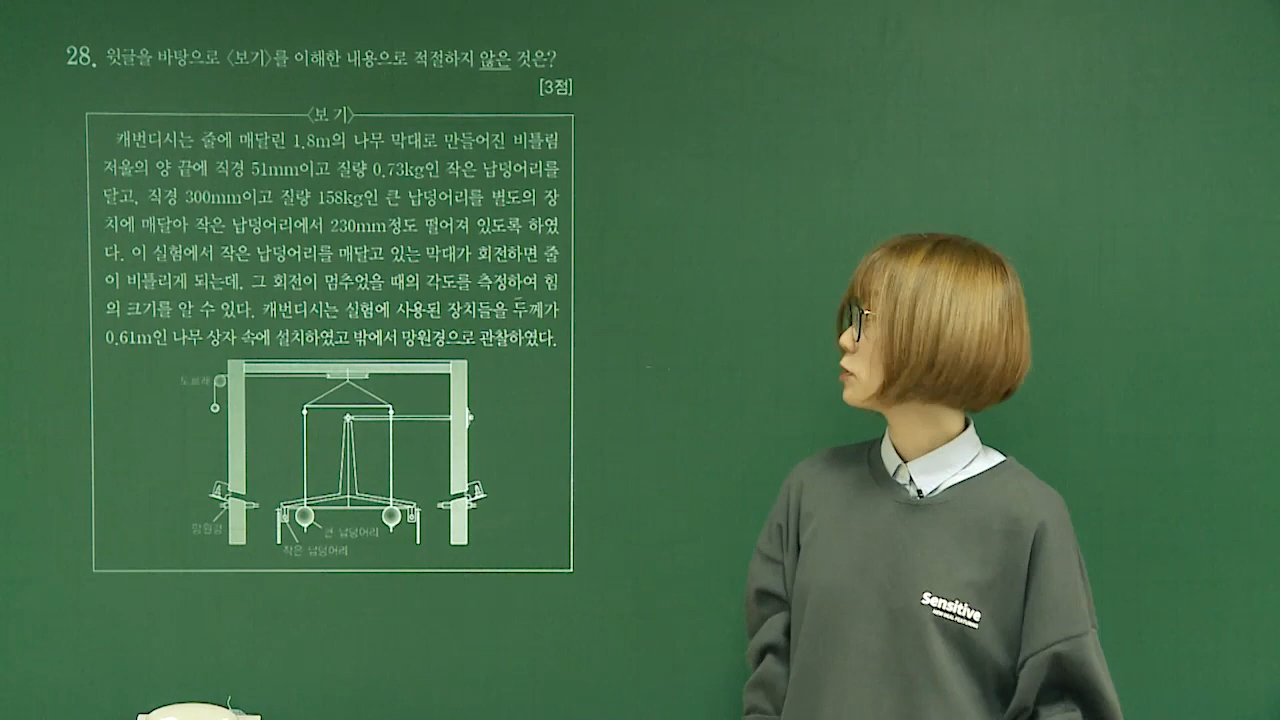 28. 윗글을 바탕으로 〈보기〉를 이해한 내용으로 적절하지 않은 것은?
[3점]
〈보 기〉
캐번디시는 줄에 매달린 1.8m의 나무 막대로 만들어진 비틀림
저울의 양 끝에 직경 51mm이고 질량 0.73kg인 작은 납덩어리를
달고, 직경 300mm이고 질량 158kg인 큰 납덩어리를 별도의 장
치에 매달아 작은 납덩어리에서 230mm정도 떨어져 있도록 하였
다. 이 실험에서 작은 납덩어리를 매달고 있는 막대가 회전하면 줄
이 비틀리게 되는데, 그 회전이 멈추었을 때의 각도를 측정하여 힘
의 크기를 알 수 있다. 캐번디시는 실험에 사용된 장치들을 두께가
0.61m인 나무 상자 속에 설치하였고 밖에서 망원경으로 관찰하였다.
도르래
망원경
큰 납덩어리
작은 납덩어리
Sensitive